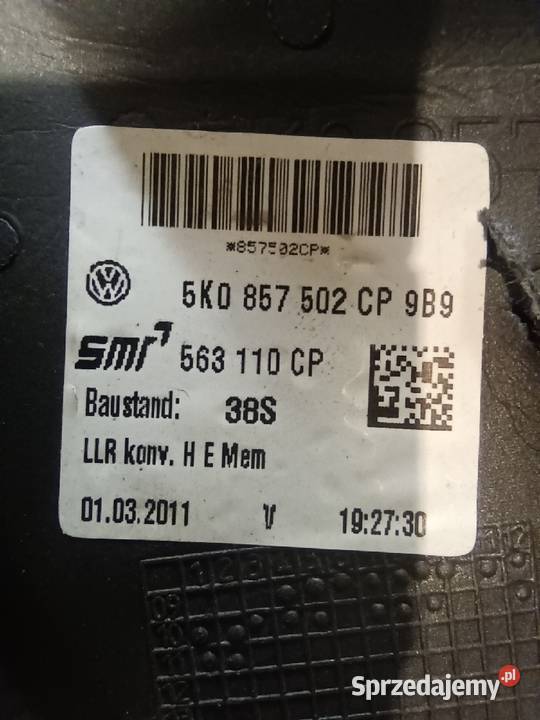 *857502CP*
5K0 857 502 CP 9B9
smr 563 110 CP
Baustand: 38S
LLR konv. H E Mem
01.03.2011 V 19:27:30
Sprzedajemy.pl